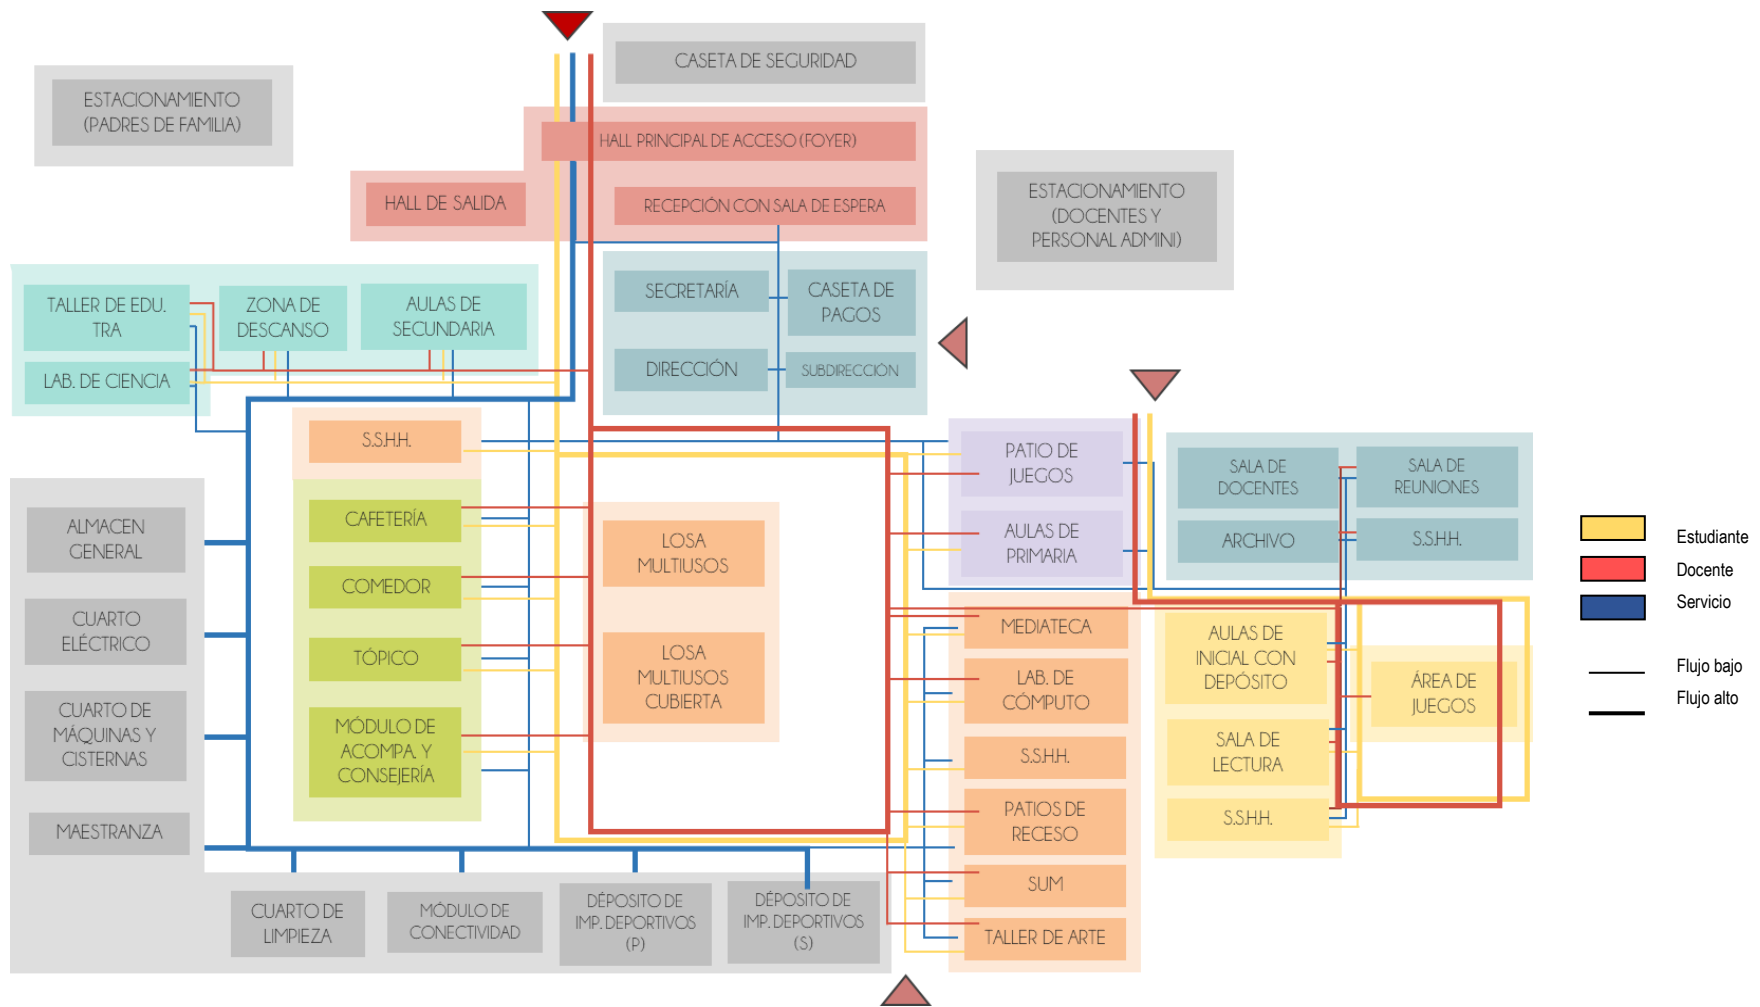 CASETA DE SEGURIDAD
ESTACIONAMIENTO
(PADRES DE FAMILIA)
HALL PRINCIPAL DE ACCESO (FOYER)
HALL DE SALIDA
RECEPCIÓN CON SALA DE ESPERA
ESTACIONAMIENTO
(DOCENTES Y
PERSONAL ADMINI)
TALLER DE EDU.
TRA
ZONA DE
DESCANSO
AULAS DE
SECUNDARIA
LAB. DE CIENCIA
SECRETARÍA
CASETA DE
PAGOS
DIRECCIÓN
SUBDIRECCIÓN
S.S.H.H.
CAFETERÍA
COMEDOR
TÓPICO
MÓDULO DE
ACOMPA. Y
CONSEJERÍA
LOSA
MULTIUSOS
LOSA
MULTIUSOS
CUBIERTA
PATIO DE
JUEGOS
AULAS DE
PRIMARIA
SALA DE
DOCENTES
SALA DE
REUNIONES
ARCHIVO
S.S.H.H.
ALMACEN
GENERAL
CUARTO
ELÉCTRICO
CUARTO DE
MÁQUINAS Y
CISTERNAS
MAESTRANZA
MEDIATECA
LAB. DE
CÓMPUTO
S.S.H.H.
PATIOS DE
RECESO
SUM
TALLER DE ARTE
AULAS DE
INICIAL CON
DEPÓSITO
SALA DE
LECTURA
S.S.H.H.
ÁREA DE
JUEGOS
CUARTO DE
LIMPIEZA
MÓDULO DE
CONECTIVIDAD
DÉPOSITO DE
IMP. DEPORTIVOS
(P)
DÉPOSITO DE
IMP. DEPORTIVOS
(S)
Estudiante
Docente
Servicio
Flujo bajo
Flujo alto